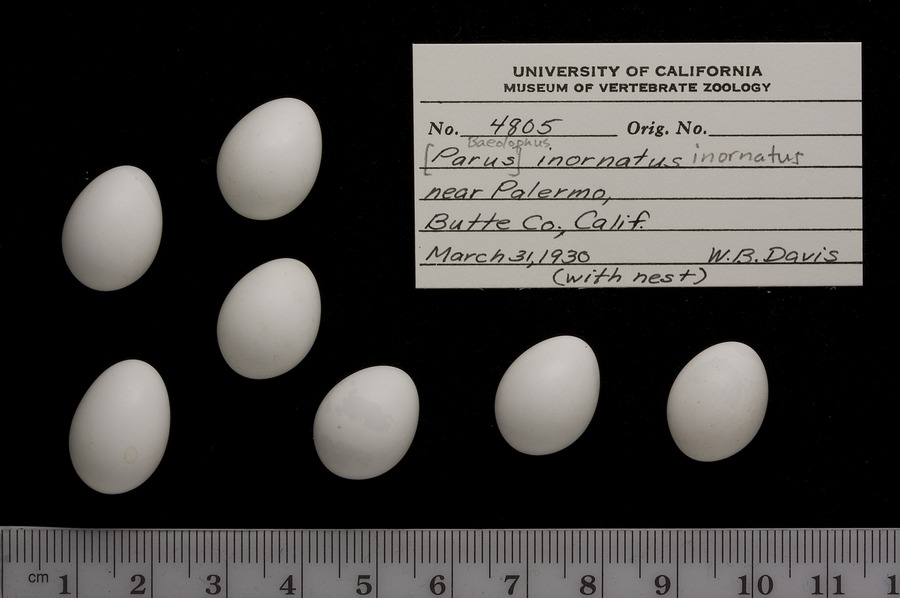 UNIVERSITY OF CALIFORNIA
MUSEUM OF VERTEBRATE ZOOLOGY
No. 4805 Orig. No.
Baeolophus
[Parus] inornatus inornatus
near Palermo,
Butte Co., Calif.
March 31, 1930 W.B. Davis
(with nest)
cm 1 2 3 4 5 6 7 8 9 10 11 1